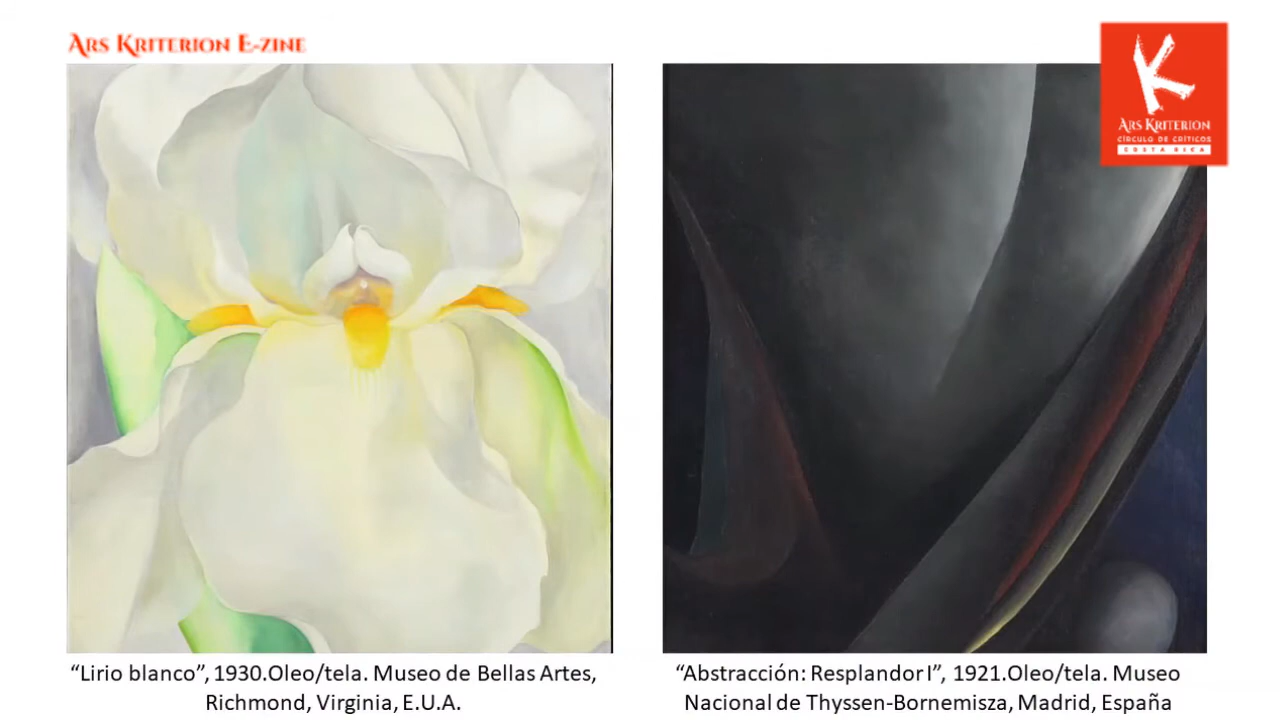 Ars Kriterion E-zine
K
Ars Kriterion
CÍRCULO DE CRÍTICOS
COSTA RICA
“Lirio blanco”, 1930.Oleo/tela. Museo de Bellas Artes,
Richmond, Virginia, E.U.A.
“Abstracción: Resplandor I”, 1921.Oleo/tela. Museo
Nacional de Thyssen-Bornemisza, Madrid, España